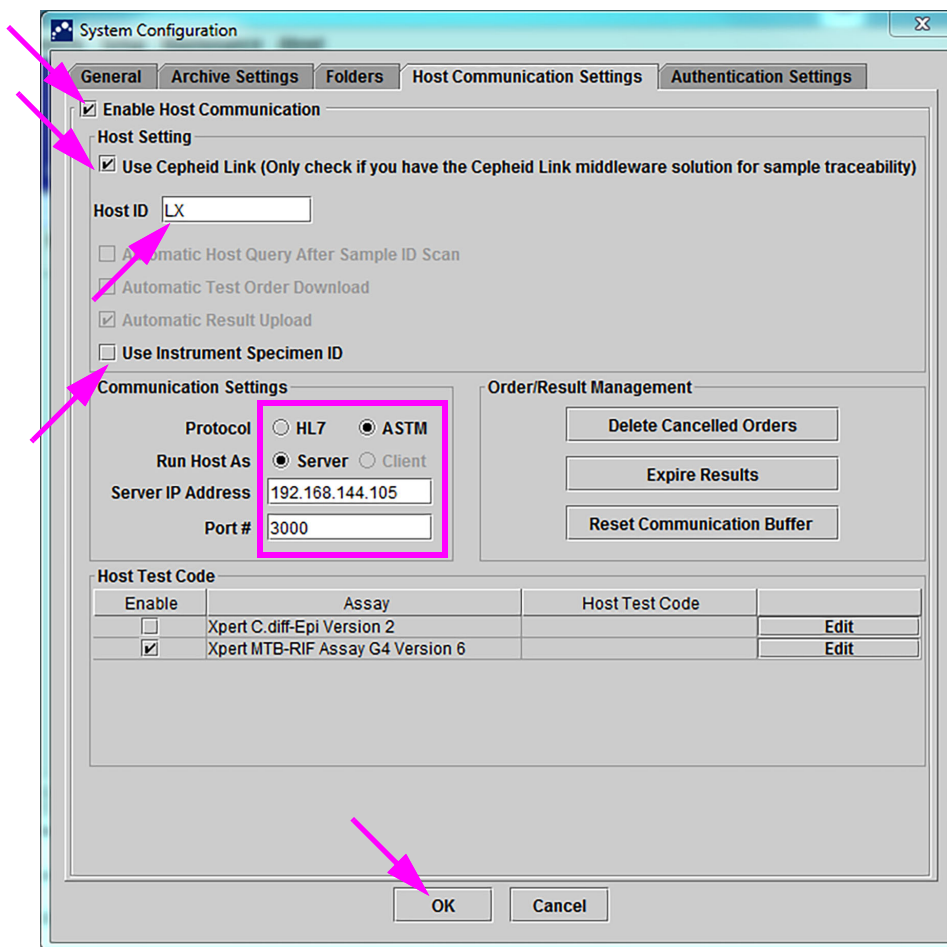 System Configuration
General Archive Settings Folders Host Communication Settings Authentication Settings
Enable Host Communication
Host Setting
Use Cepheid Link (Only check if you have the Cepheid Link middleware solution for sample traceability)
Host ID LX
Automatic Host Query After Sample ID Scan
Automatic Test Order Download
Automatic Result Upload
Use Instrument Specimen ID
Communication Settings
Protocol HL7 ASTM
Run Host As Server Client
Server IP Address 192.168.144.105
Port # 3000
Order/Result Management
Delete Cancelled Orders
Expire Results
Reset Communication Buffer
Host Test Code
Enable Assay Host Test Code
Xpert C.diff-Epi Version 2 Edit
Xpert MTB-RIF Assay G4 Version 6 Edit
OK Cancel